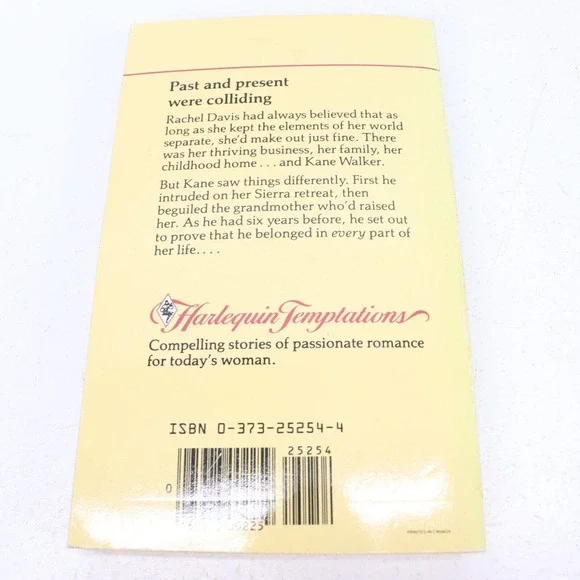 Past and present
were colliding
Rachel Davis had always believed that as
long as she kept the elements of her world
separate, she'd make out just fine. There
was her thriving business, her family, her
childhood home . . . and Kane Walker.
But Kane saw things differently. First he
intruded on her Sierra retreat, then
beguiled the grandmother who'd raised
her. As he had six years before, he set out
to prove that he belonged in every part of
her life. . . .
Harlequin Temptations
Compelling stories of passionate romance
for today's woman.
ISBN 0-373-25254-4
25254
0